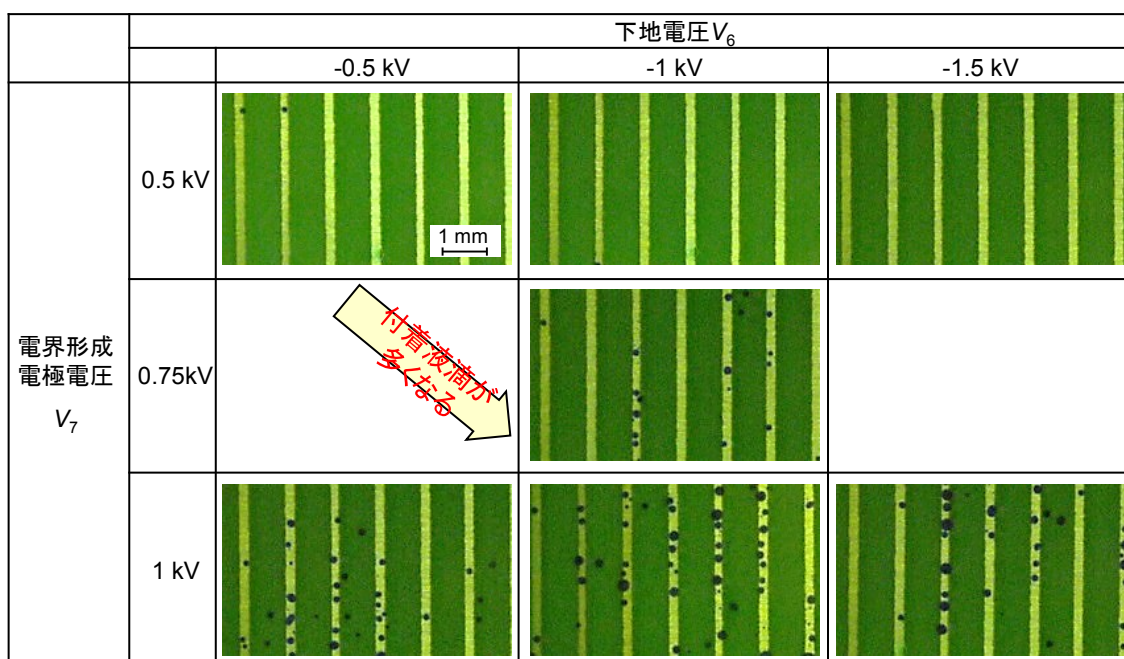 下地電圧V6
-0.5 kV
-1 kV
-1.5 kV
0.5 kV
1 mm
電界形成
電極電圧
V7
0.75kV
付着液滴が
多くなる
1 kV